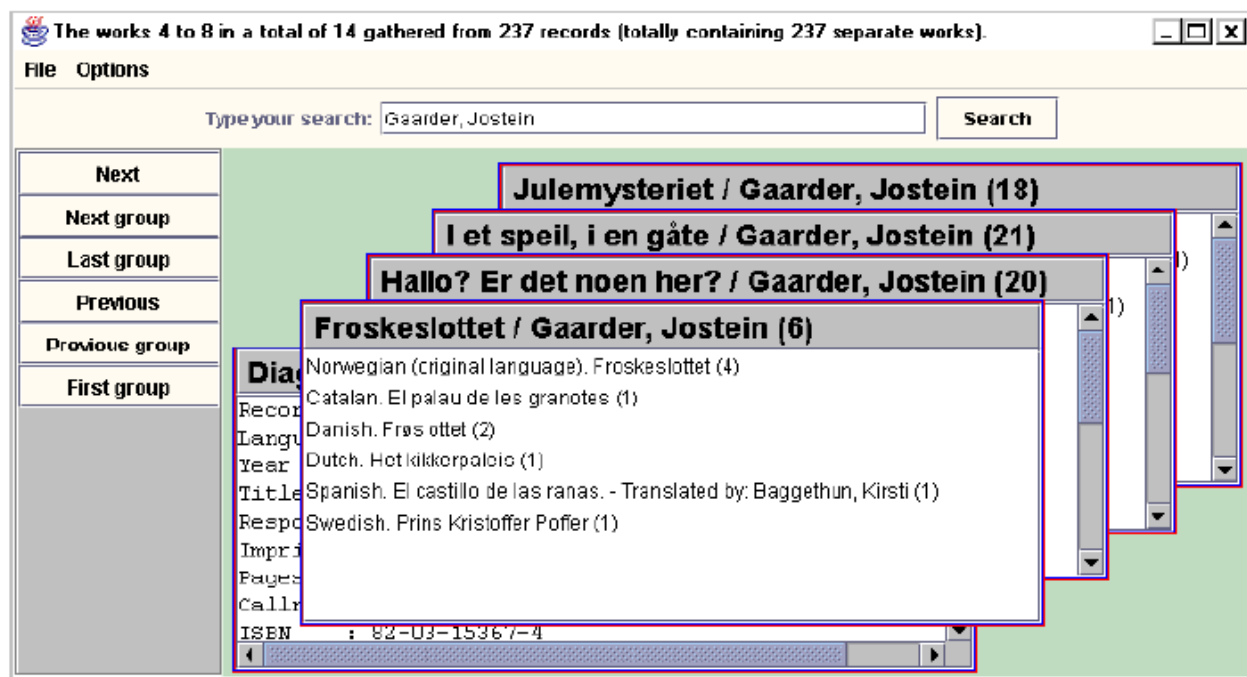 The works 4 to 8 in a total of 14 gathered from 237 records (totally containing 237 separate works).
File Options
Type your search: Gaarder, Jostein Search
Next
Next group
Last group
Previous
Previous group
First group
Julemysteriet / Gaarder, Jostein (18)
I et speil, i en gåte / Gaarder, Jostein (21)
1)
Hallo? Er det noen her? / Gaarder, Jostein (20)
1)
Froskeslottet / Gaarder, Jostein (6)
Norwegian (original language). Froskeslottet (4)
Catalan. El palau de les granotes (1)
Danish. Frøs ottet (2)
Dutch. Het kikkerpaleis (1)
Spanish. El castillo de las ranas. - Translated by: Baggethun, Kirsti (1)
Swedish. Prins Kristoffer Poffer (1)
Diag
Recor
Langu
Year
Title
Respo
Impri
Pages
Callr
ISBN : 82-03-15367-4